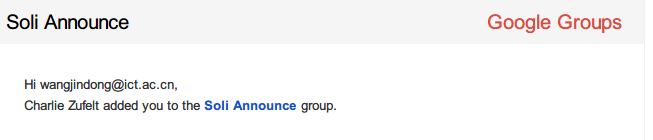 Soli Announce Google Groups
Hi wangjindong@ict.ac.cn,
Charlie Zufelt added you to the Soli Announce group.